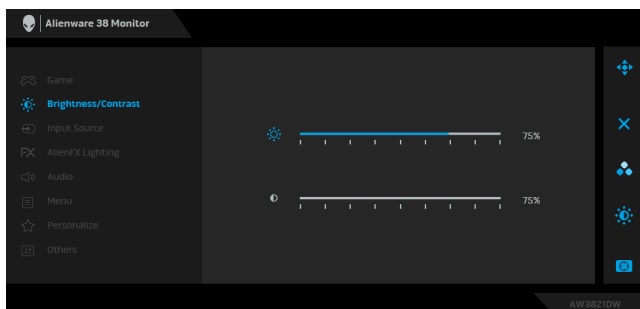 Alienware 38 Monitor
Game
Brightness/Contrast
Input Source
AlienFX Lighting
Audio
Menu
Personalize
Others
75%
75%
AW3821DW